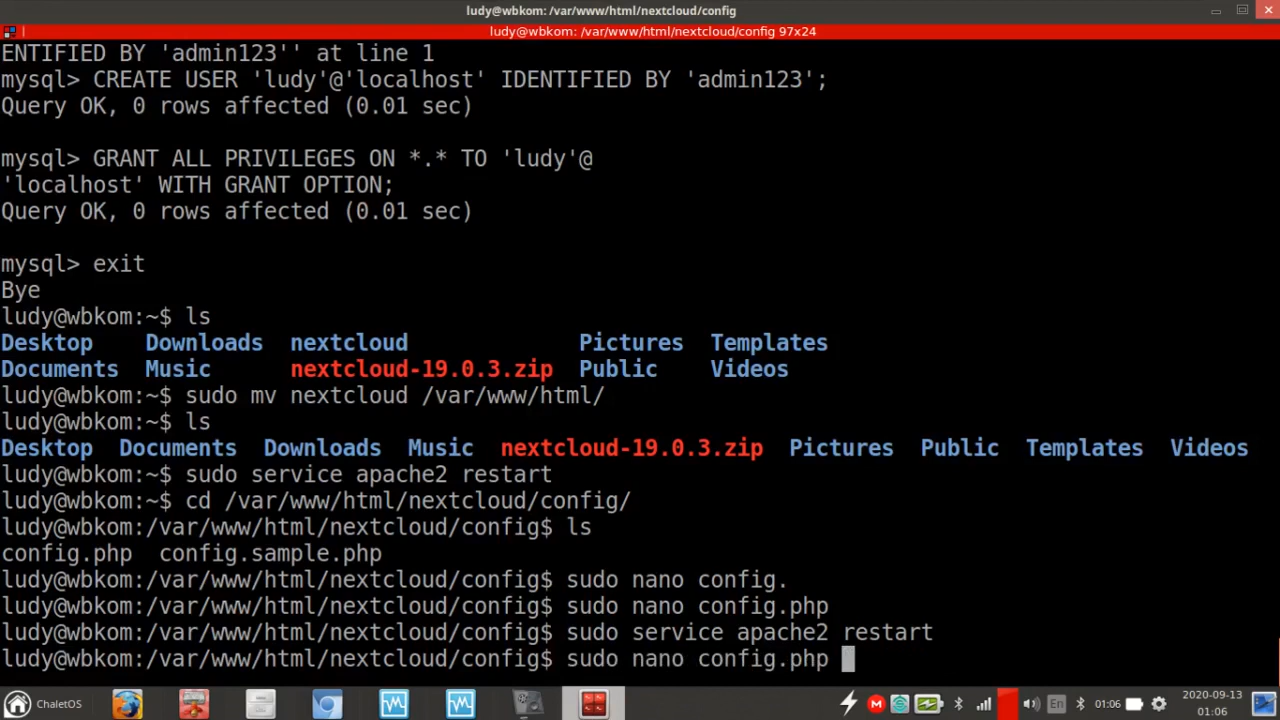 ludy@wbkom: /var/www/html/nextcloud/config
ludy@wbkom: /var/www/html/nextcloud/config 97x24
ENTIFIED BY 'admin123'' at line 1
mysql> CREATE USER 'ludy'@'localhost' IDENTIFIED BY 'admin123';
Query OK, 0 rows affected (0.01 sec)
mysql> GRANT ALL PRIVILEGES ON *.* TO 'ludy'@
'localhost' WITH GRANT OPTION;
Query OK, 0 rows affected (0.01 sec)
mysql> exit
Bye
ludy@wbkom:~$ ls
Desktop Downloads nextcloud Pictures Templates
Documents Music nextcloud-19.0.3.zip Public Videos
ludy@wbkom:~$ sudo mv nextcloud /var/www/html/
ludy@wbkom:~$ ls
Desktop Documents Downloads Music nextcloud-19.0.3.zip Pictures Public Templates Videos
ludy@wbkom:~$ sudo service apache2 restart
ludy@wbkom:~$ cd /var/www/html/nextcloud/config/
ludy@wbkom:/var/www/html/nextcloud/config$ ls
config.php config.sample.php
ludy@wbkom:/var/www/html/nextcloud/config$ sudo nano config.
ludy@wbkom:/var/www/html/nextcloud/config$ sudo nano config.php
ludy@wbkom:/var/www/html/nextcloud/config$ sudo service apache2 restart
ludy@wbkom:/var/www/html/nextcloud/config$ sudo nano config.php
ChaletOS
M
En
01:06
2020-09-13
01:06